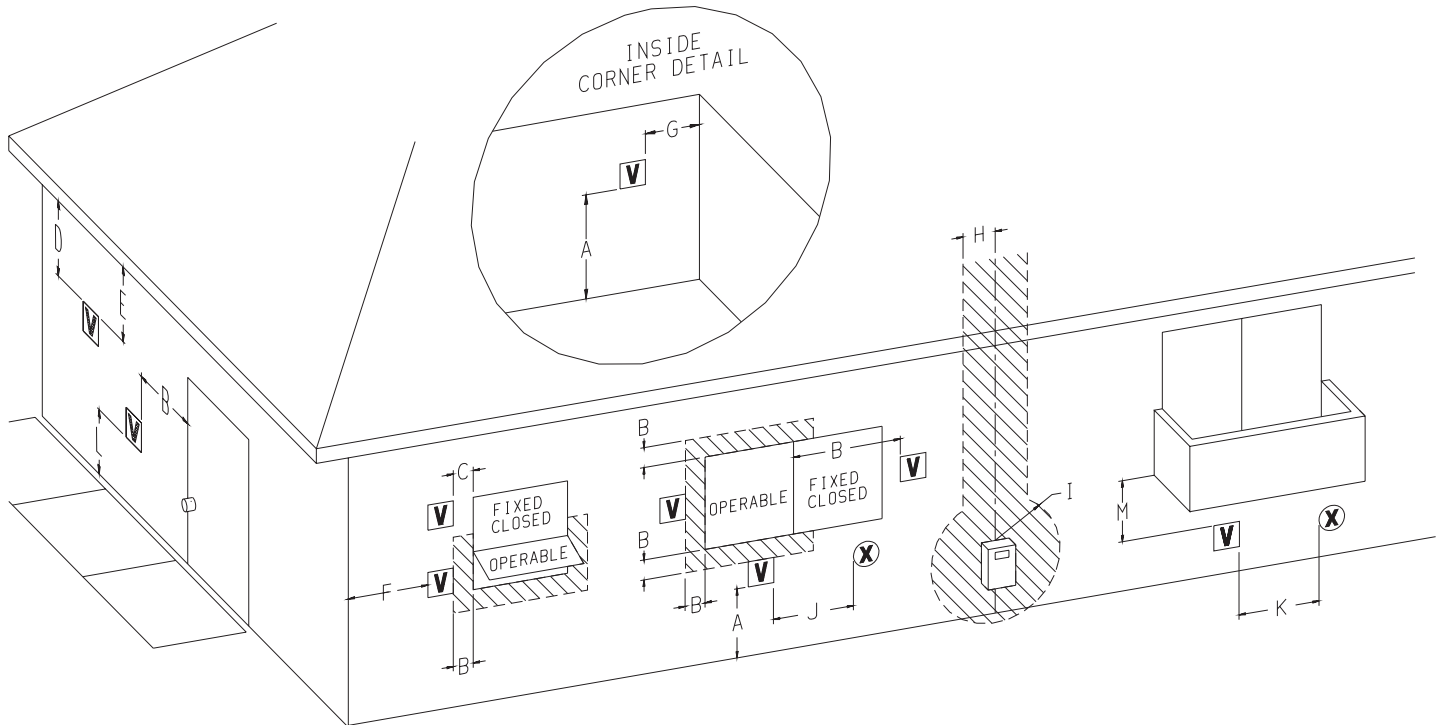 INSIDE
CORNER DETAIL
G
V
A
H
D
E
V
B
V
L
B
C
V
FIXED
CLOSED
OPERABLE
V
F
B
B
V
OPERABLE
FIXED
CLOSED
B
V
B
V
X
B
A
J
I
M
V
X
K